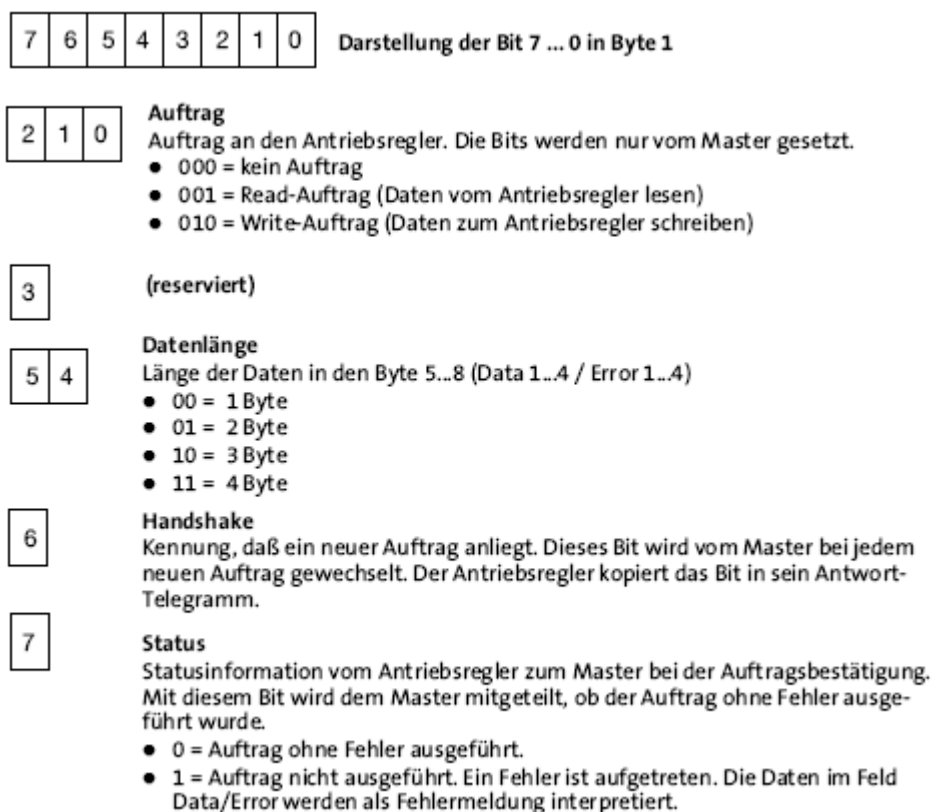 7 6 5 4 3 2 1 0 Darstellung der Bit 7 ... 0 in Byte 1
2 1 0
Auftrag
Auftrag an den Antriebsregler. Die Bits werden nur vom Master gesetzt.
● 000 = kein Auftrag
● 001 = Read-Auftrag (Daten vom Antriebsregler lesen)
● 010 = Write-Auftrag (Daten zum Antriebsregler schreiben)
3 (reserviert)
5 4
Datenlänge
Länge der Daten in den Byte 5...8 (Data 1...4 / Error 1...4)
● 00 = 1 Byte
● 01 = 2 Byte
● 10 = 3 Byte
● 11 = 4 Byte
6
Handshake
Kennung, daß ein neuer Auftrag anliegt. Dieses Bit wird vom Master bei jedem
neuen Auftrag gewechselt. Der Antriebsregler kopiert das Bit in sein Antwort-
Telegramm.
7
Status
Statusinformation vom Antriebsregler zum Master bei der Auftragsbestätigung.
Mit diesem Bit wird dem Master mitgeteilt, ob der Auftrag ohne Fehler ausge-
führt wurde.
● 0 = Auftrag ohne Fehler ausgeführt.
● 1 = Auftrag nicht ausgeführt. Ein Fehler ist aufgetreten. Die Daten im Feld
Data/Error werden als Fehlermeldung interpretiert.